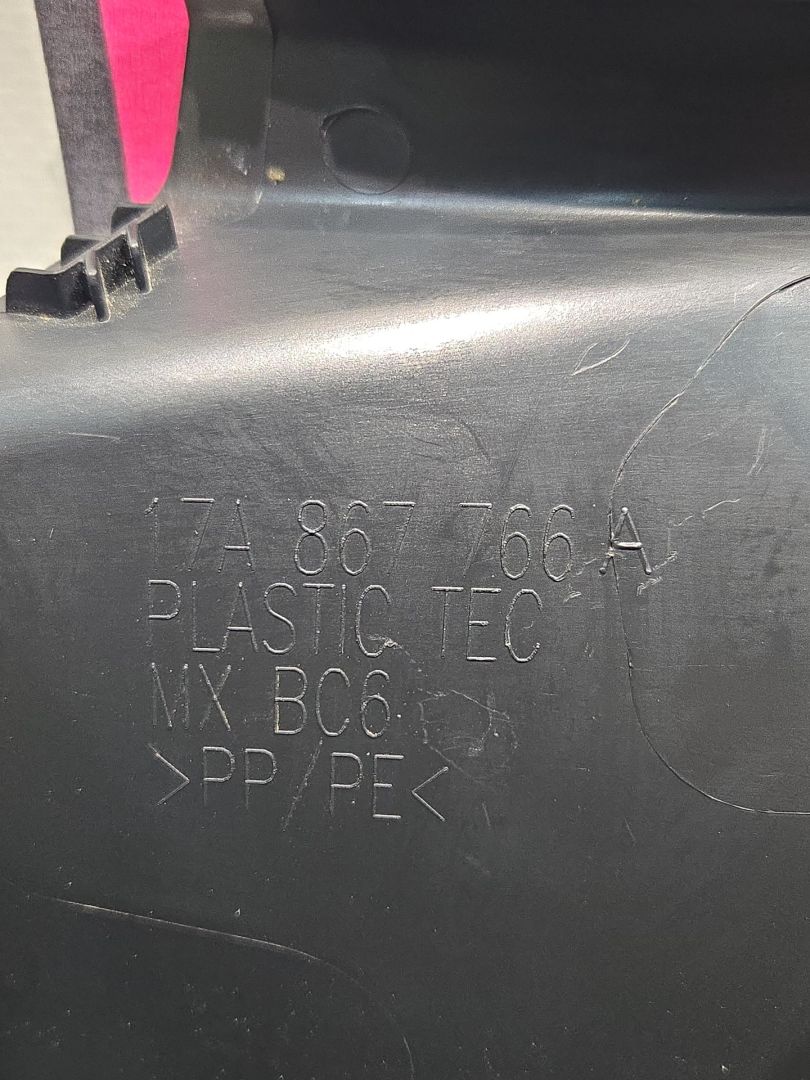 17A 867 766 A
PLASTIC TEC
MX BC6
>PP/PE<